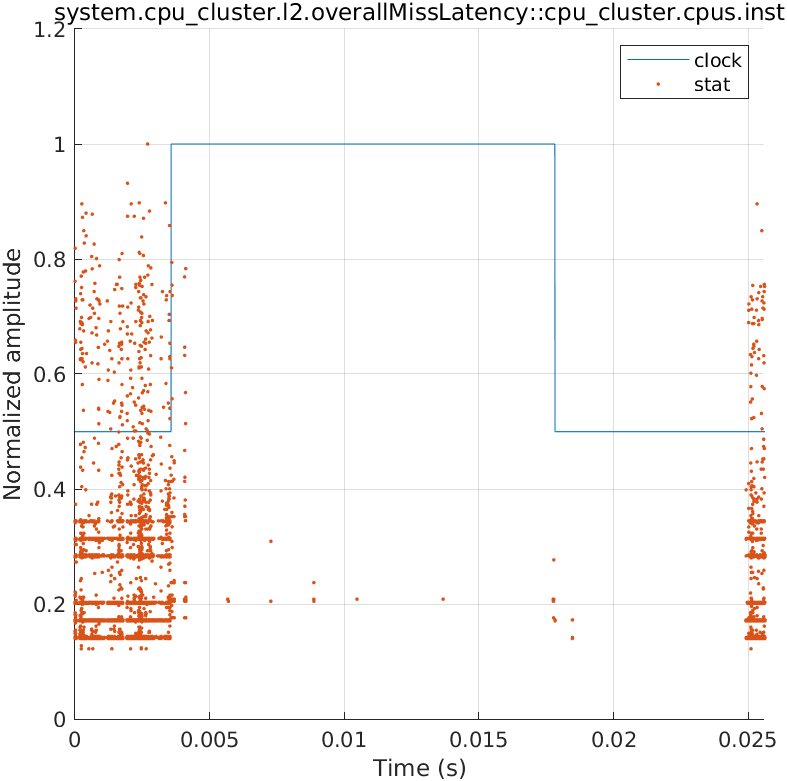 system.cpu_cluster.l2.overallMissLatency::cpu_cluster.cpus.inst
1.2
clock
stat
1
0.8
0.6
0.4
0.2
0
Normalized amplitude
0
0.005
0.01
0.015
0.02
0.025
Time (s)